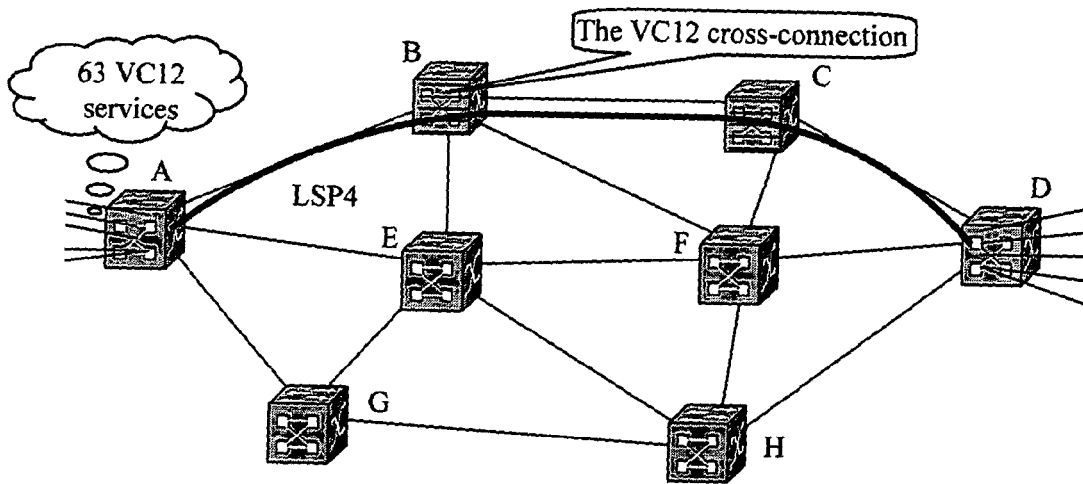 The VC12 cross-connection
63 VC12
services
B
C
A
LSP4
D
E
F
G
H